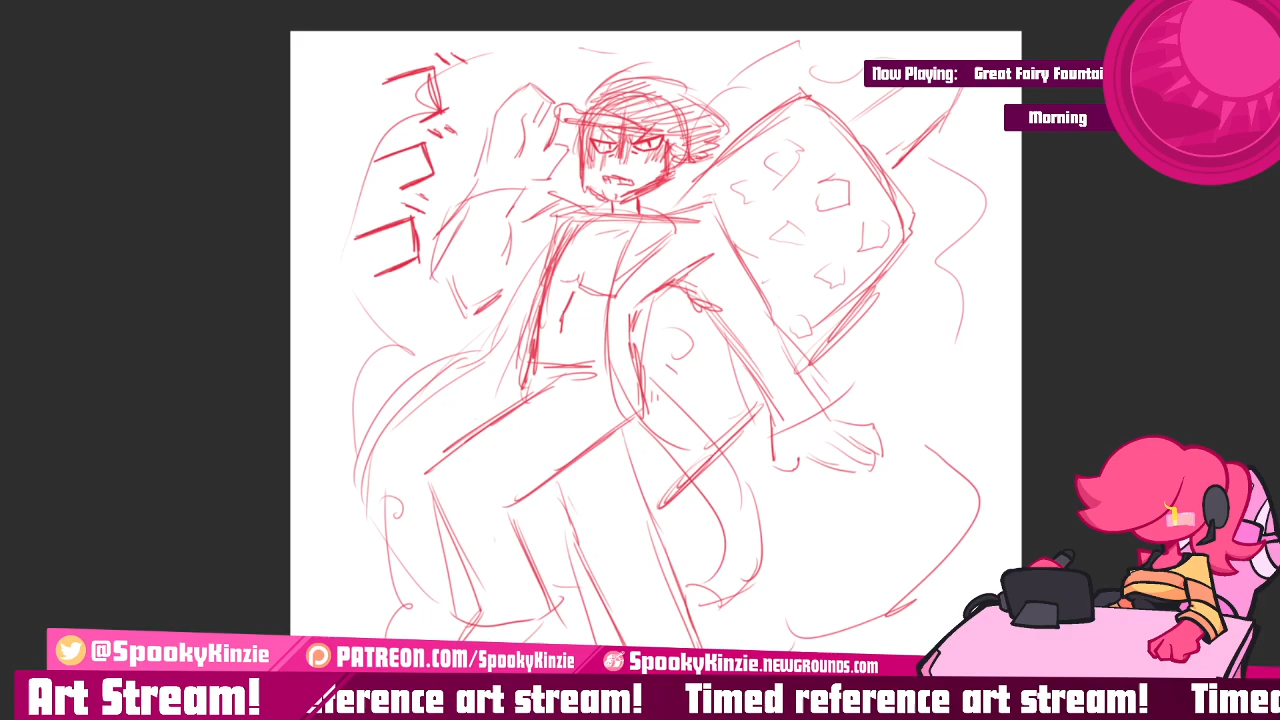 Now Playing: Great Fairy Fountai
Morning
ゴ
ゴ
ゴ
@SpookyKinzie
PATREON.com/SpookyKinzie
SpookyKinzie.newgrounds.com
Art Stream!
ference art stream! Timed reference art stream! Timed